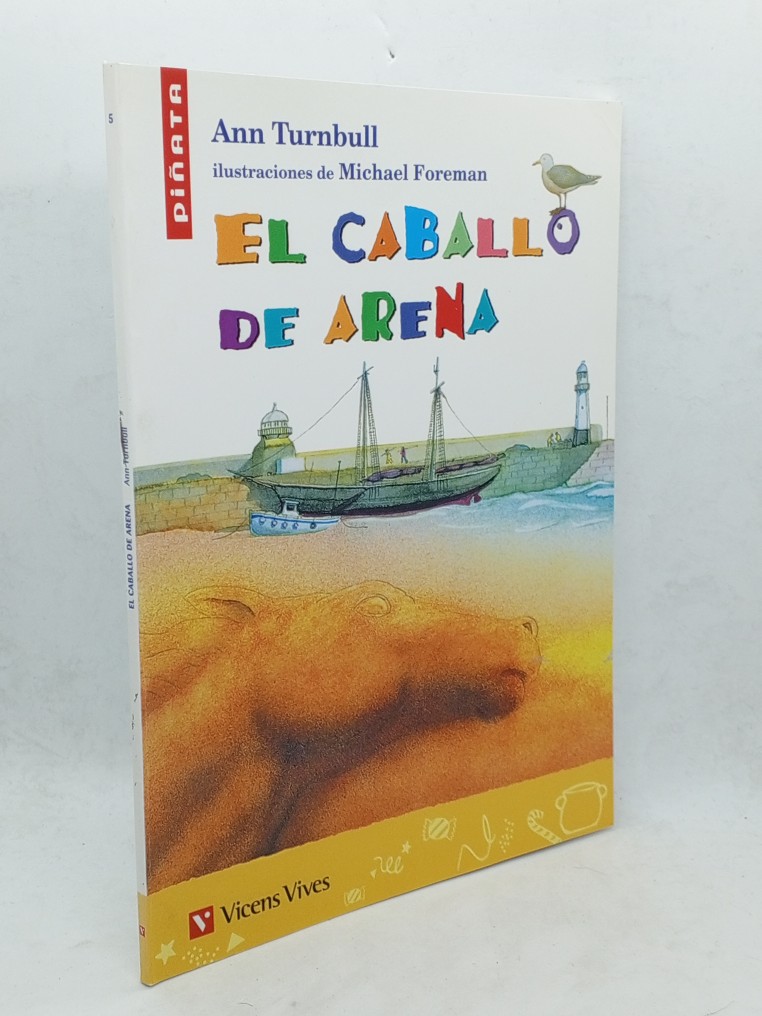 PIÑATA
Ann Turnbull
ilustraciones de Michael Foreman
EL CABALLO
DE ARENA
V Vicens Vives
5
EL CABALLO DE ARENA Ann Turnbull
V